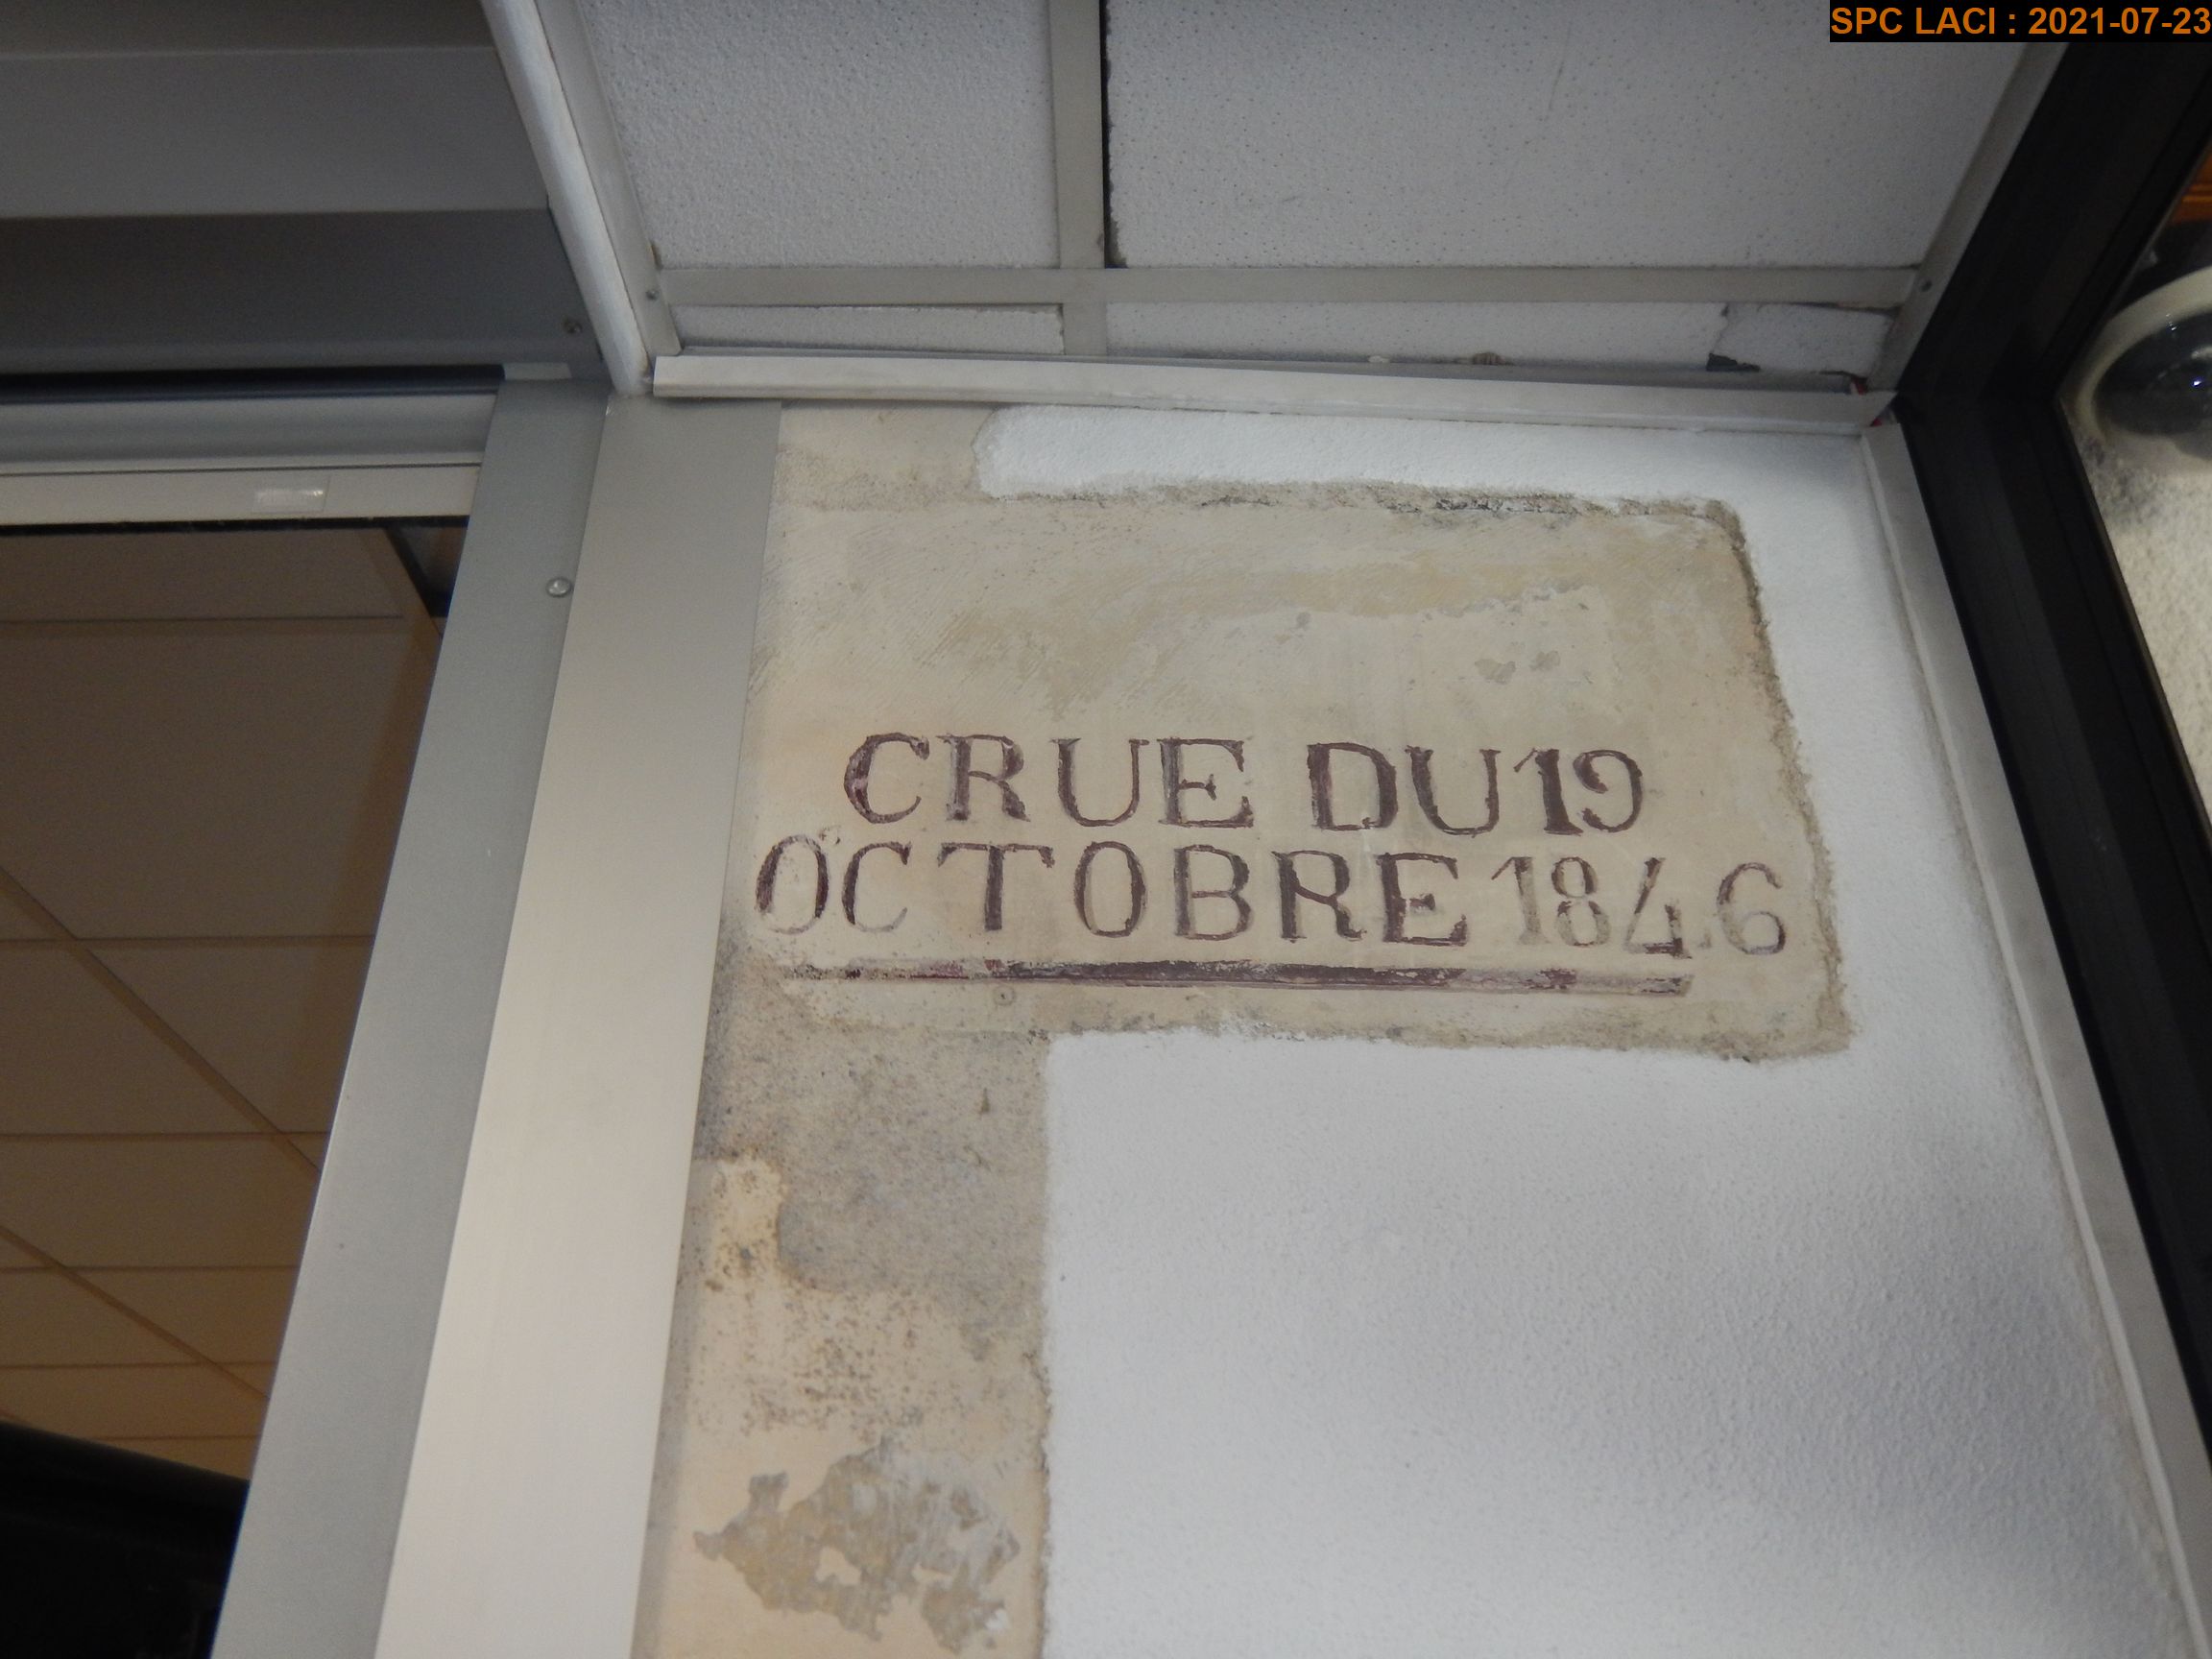 SPC LACI : 2021-07-23
CRUE DU 19
OCTOBRE 1846